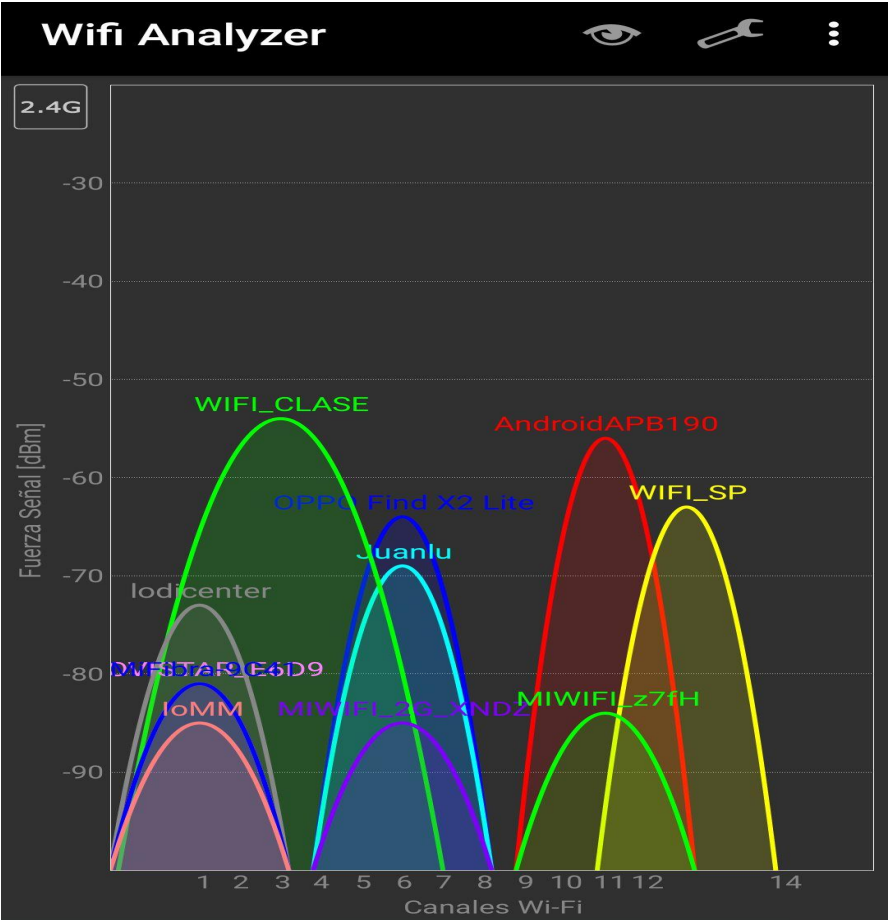 Wifi Analyzer
2.4G
-30
-40
-50
WIFI_CLASE
AndroidAPB190
-60
WIFI_SP
OPPO Find X2 Lite
Juanlu
-70
lodicenter
-80
MIWIFI_z7fH
IoMM
MIWIFI_2G_XND2
-90
Fuerza Señal [dBm]
1 2 3 4 5 6 7 8 9 10 11 12 14
Canales Wi-Fi